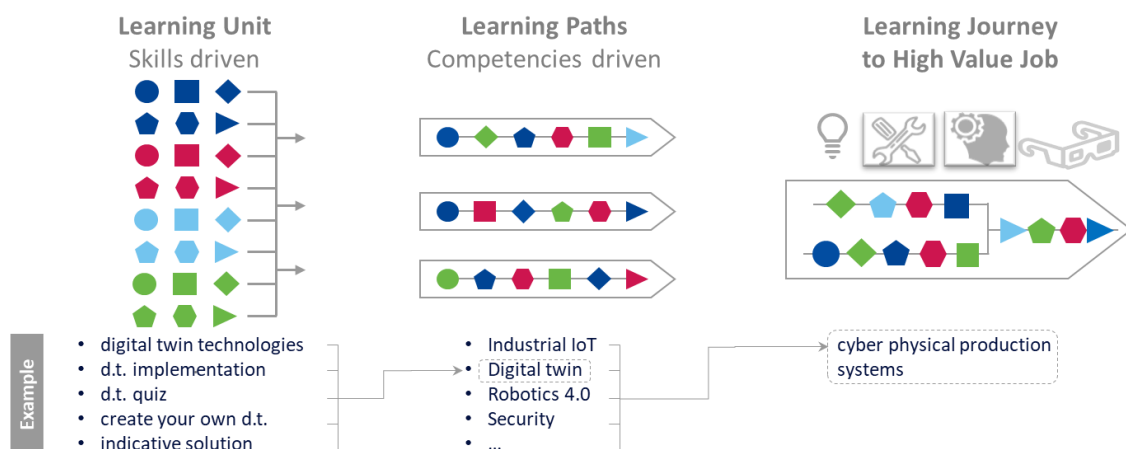 Learning Unit
Skills driven
Learning Paths
Competencies driven
Learning Journey
to High Value Job
Example
• digital twin technologies
• d.t. implementation
• d.t. quiz
• create your own d.t.
• indicative solution
• Industrial IoT
• Digital twin
• Robotics 4.0
• Security
• ...
cyber physical production
systems